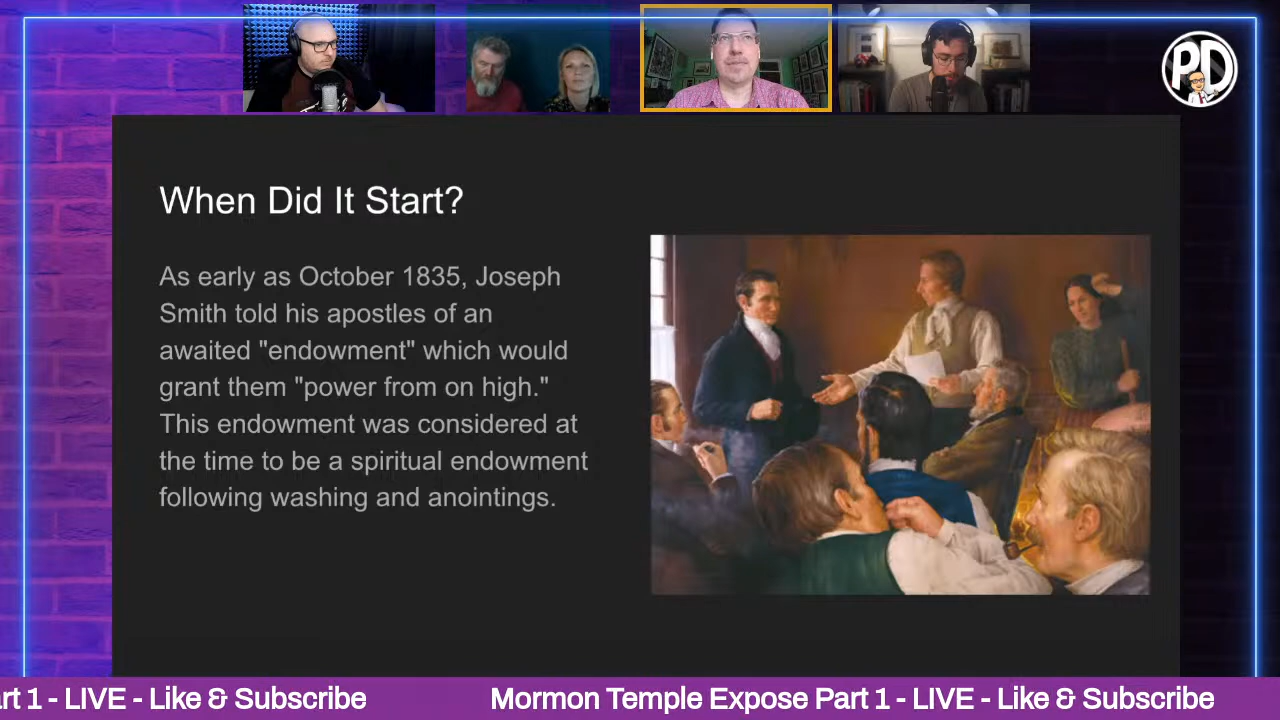 PD
When Did It Start?
As early as October 1835, Joseph
Smith told his apostles of an
awaited "endowment" which would
grant them "power from on high."
This endowment was considered at
the time to be a spiritual endowment
following washing and anointings.
rt 1 - LIVE - Like & Subscribe Mormon Temple Expose Part 1 - LIVE - Like & Subscribe